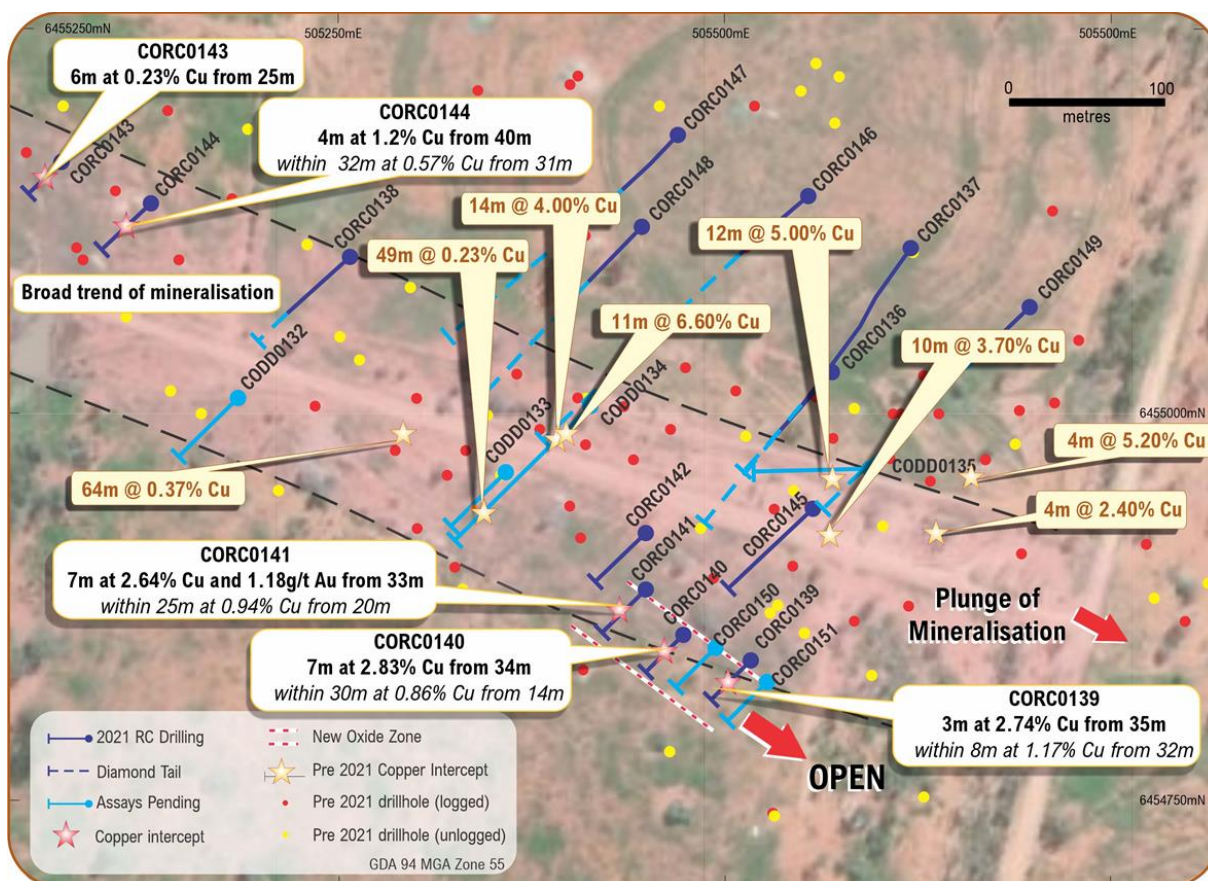 6455250mN
505250mE
505500mE
505500mE
CORC0143
6m at 0.23% Cu from 25m
CORC0144
4m at 1.2% Cu from 40m
within 32m at 0.57% Cu from 31m
0
100
metres
CORC0143
CORC0144
CORC0138
CORC0147
CORC0148
CORC0146
CORC0137
CORC0149
14m @ 4.00% Cu
12m @ 5.00% Cu
49m @ 0.23% Cu
Broad trend of mineralisation
11m @ 6.60% Cu
CORC0136
10m @ 3.70% Cu
CODD0132
CODD0134
CODD0133
6455000mN
4m @ 5.20% Cu
CODD0135
64m @ 0.37% Cu
CORC0142
CORC0145
4m @ 2.40% Cu
CORC0141
7m at 2.64% Cu and 1.18g/t Au from 33m
within 25m at 0.94% Cu from 20m
CORC0141
CORC0140
CORC0150
CORC0139
CORC0151
Plunge of
Mineralisation
CORC0140
7m at 2.83% Cu from 34m
within 30m at 0.86% Cu from 14m
CORC0139
3m at 2.74% Cu from 35m
within 8m at 1.17% Cu from 32m
OPEN
6454750mN
2021 RC Drilling
Diamond Tail
Assays Pending
Copper intercept
New Oxide Zone
Pre 2021 Copper Intercept
Pre 2021 drillhole (logged)
Pre 2021 drillhole (unlogged)
GDA 94 MGA Zone 55